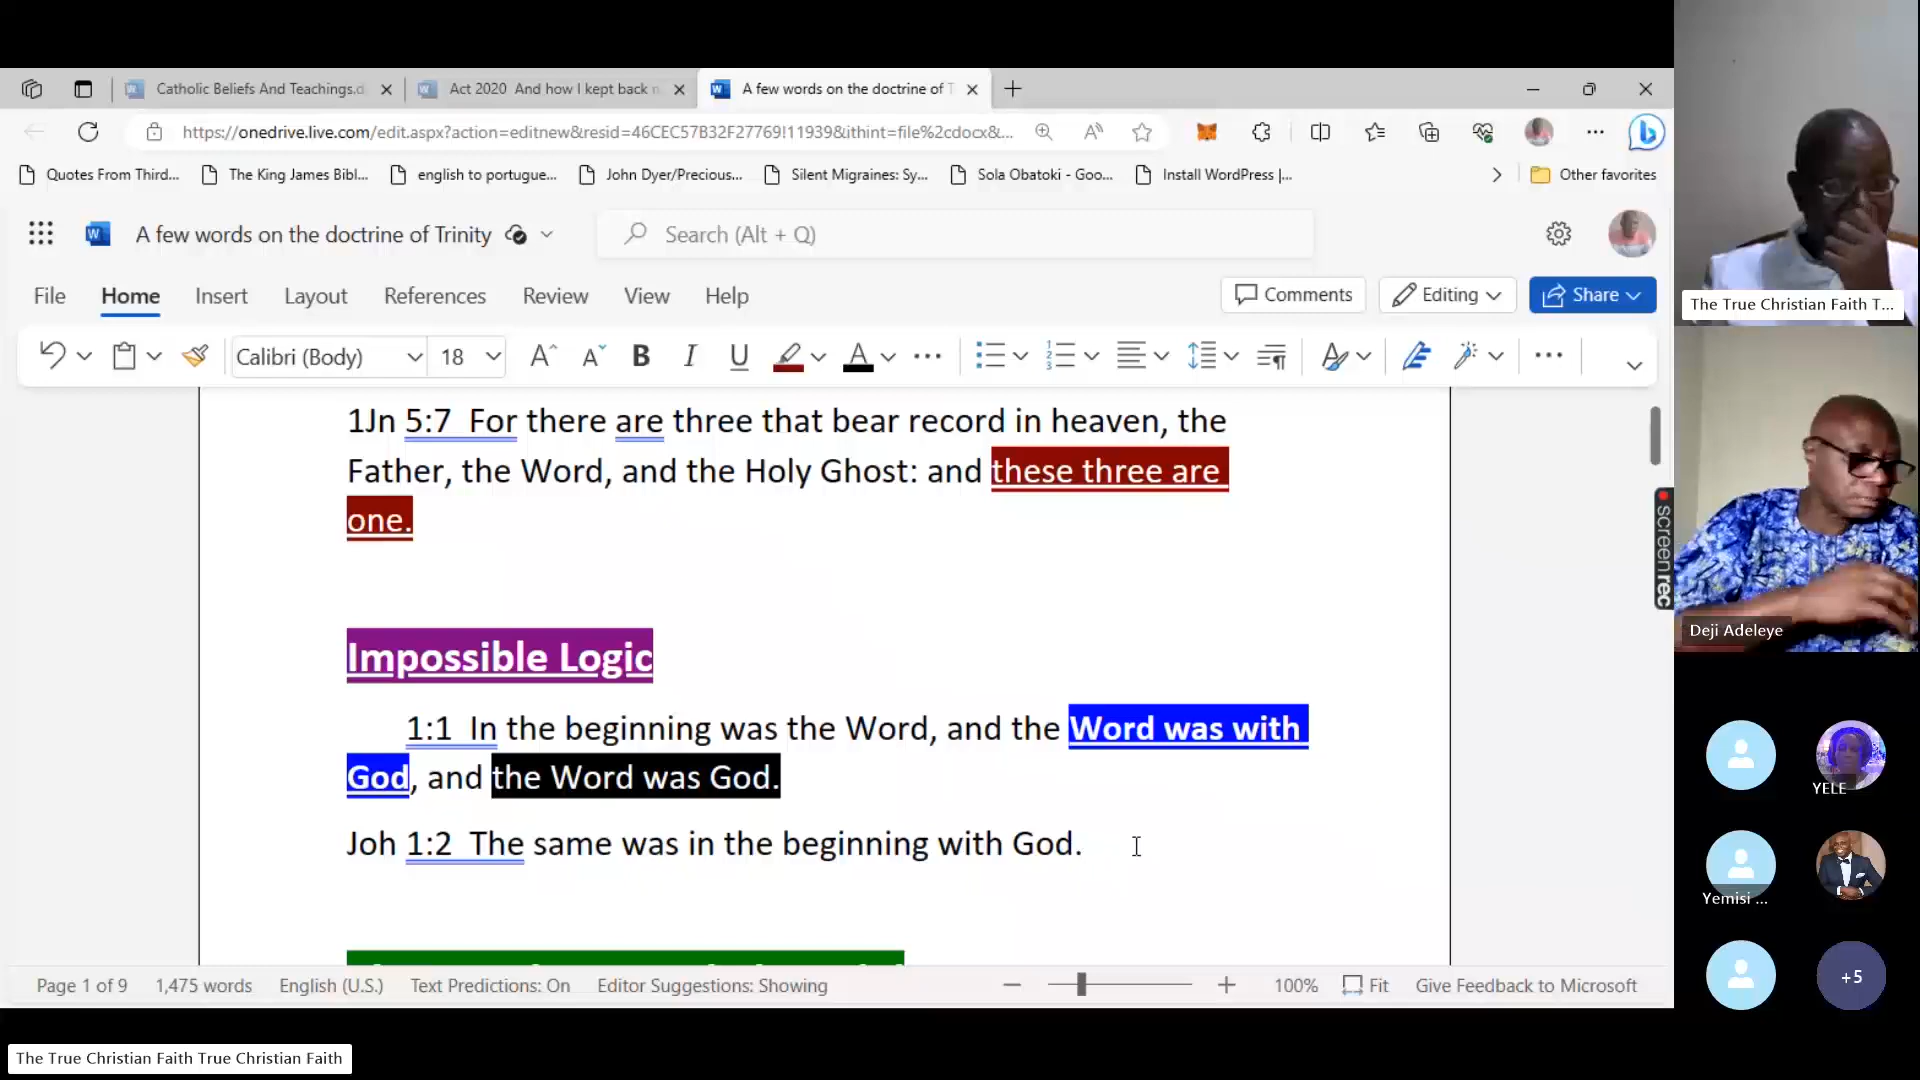 Catholic Beliefs And Teachings.d
Act 2020 And how I kept back n
A few words on the doctrine of T
https://onedrive.live.com/edit.aspx?action=editnew&resid=46CEC57B32F27769!11939&ithint=file%2cdocx&...
Quotes From Third...
The King James Bibl...
english to portugue...
John Dyer/Precious...
Silent Migraines: Sy...
Sola Obatoki - Goo...
Install WordPress |...
Other favorites
A few words on the doctrine of Trinity
Search (Alt + Q)
File Home Insert Layout References Review View Help
Comments
Editing
Share
Calibri (Body) 18
1Jn 5:7 For there are three that bear record in heaven, the
Father, the Word, and the Holy Ghost: and these three are
one.
Impossible Logic
1:1 In the beginning was the Word, and the Word was with
God, and the Word was God.
Joh 1:2 The same was in the beginning with God.
Page 1 of 9 1,475 words English (U.S.) Text Predictions: On Editor Suggestions: Showing 100% Fit Give Feedback to Microsoft
screenrec
The True Christian Faith T...
Deji Adeleye
YELE
Yemisi ...
+5
The True Christian Faith True Christian Faith